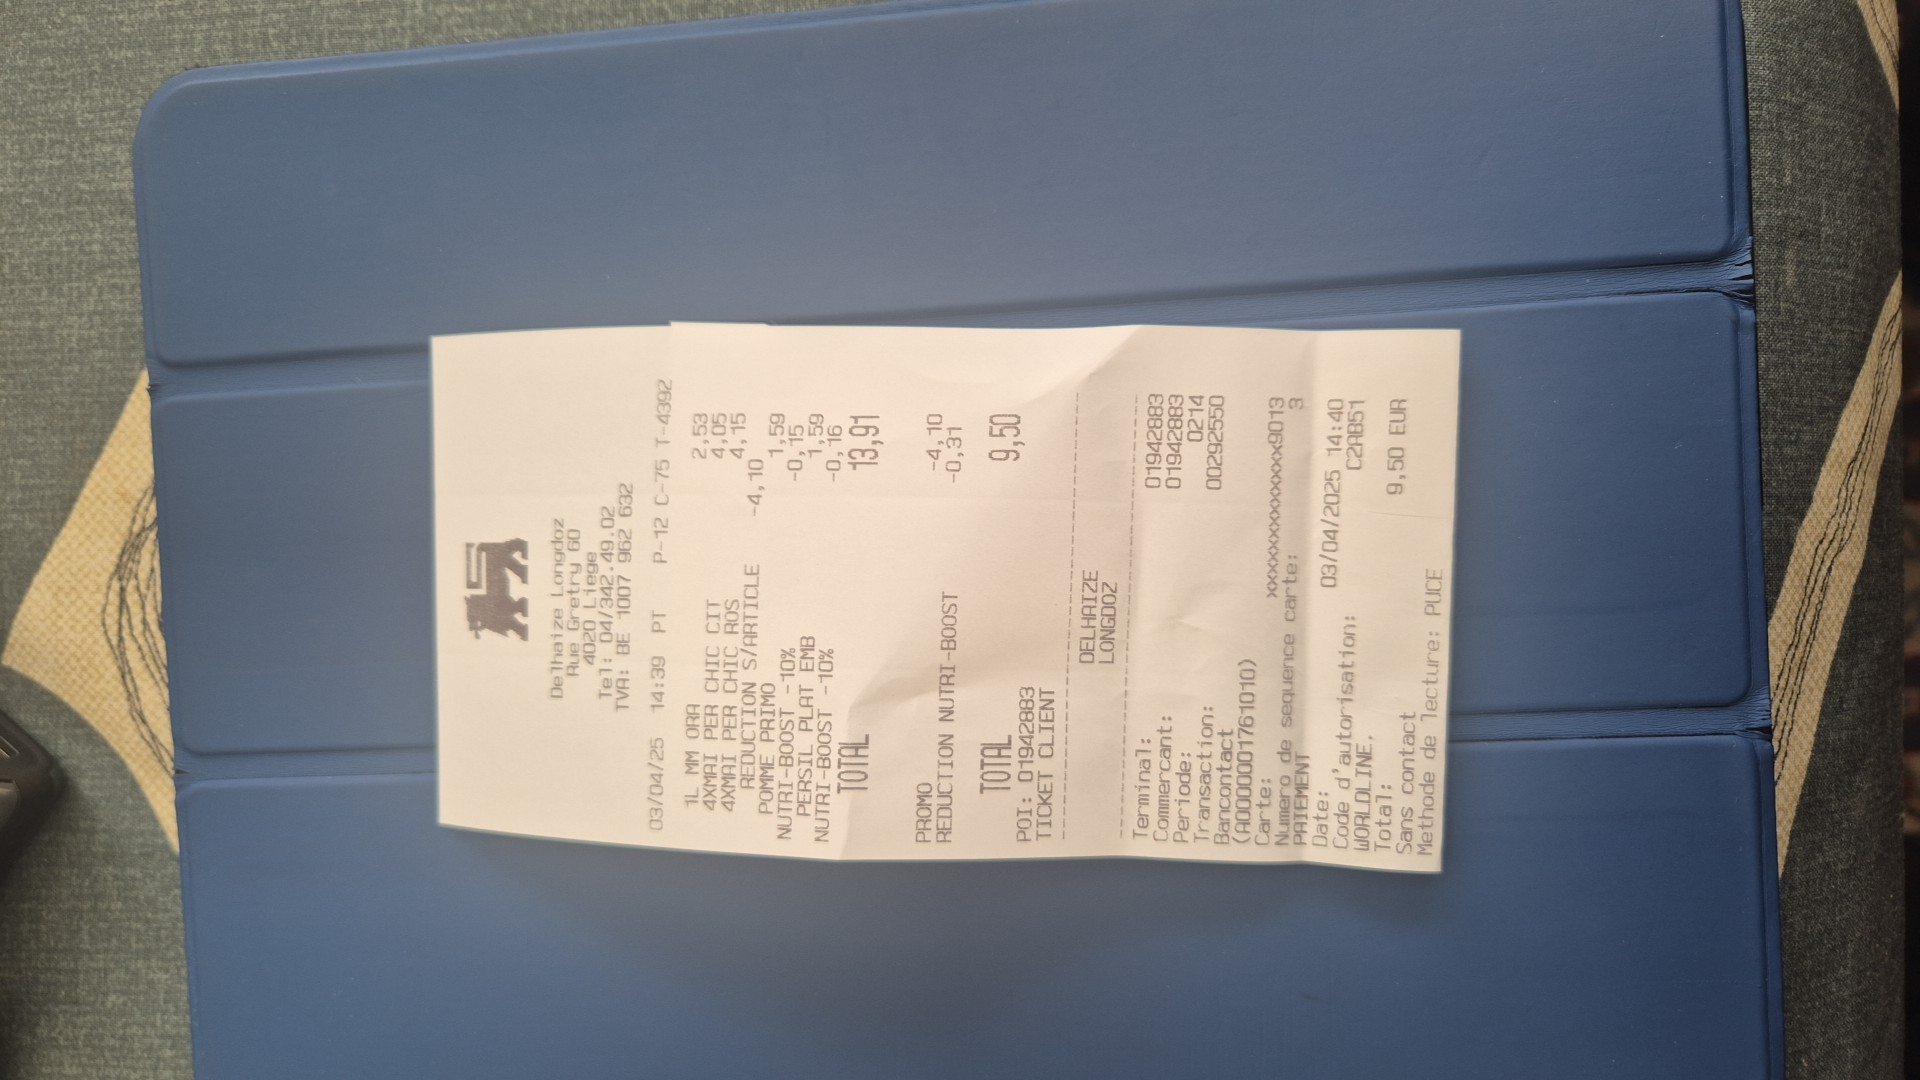 Delhaize Longdoz
Rue Gretry 60
4020 Liege
Tel: 04/342.49.02
TVA: BE 1007 962 632
03/04/25 14:39 PT P-12 C-75 T-4392
1L MM ORA 2,53
4XMAI PER CHIC CIT 4,05
4XMAI PER CHIC ROS 4,15
REDUCTION S/ARTICLE -4,10
POMME PRIMO 1,59
NUTRI-BOOST -10% -0,15
PERSIL PLAT EMB 1,59
NUTRI-BOOST -10% -0,16
TOTAL 13,91
PROMO -4,10
REDUCTION NUTRI-BOOST -0,31
TOTAL 9,50
POI: 01942883
TICKET CLIENT
DELHAIZE
LONGDOZ
Terminal: 01942883
Commercant: 01942883
Periode: 0214
Transaction: 00292550
Bancontact
(A0000001761010)
Carte: xxxxxxxxxxxxxxx9013
Numero de sequence carte: 3
PAIEMENT
Date: 03/04/2025 14:40
Code d'autorisation: C2AB51
WORLDLINE.
Total: 9,50 EUR
Sans contact
Methode de lecture: PUCE